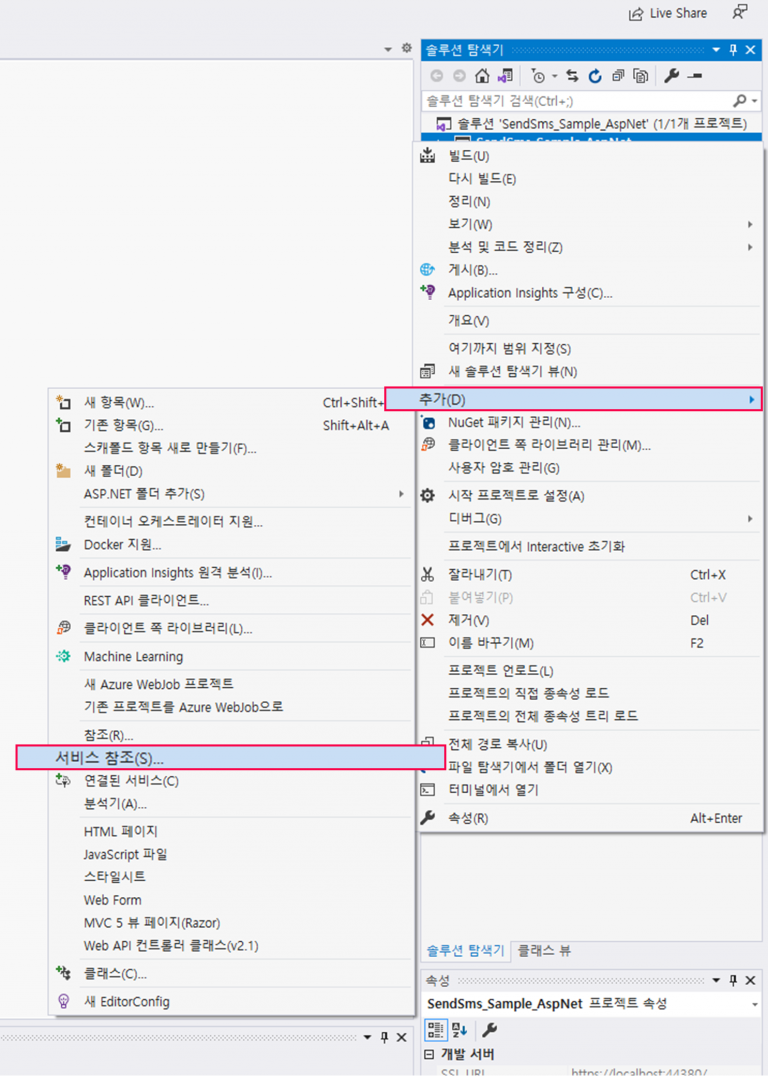 Live Share
솔루션 탐색기
솔루션 탐색기 검색(Ctrl+;)
솔루션 'SendSms_Sample_AspNet' (1/1개 프로젝트)
SendSms_Sample_AspNet
빌드(U)
다시 빌드(E)
정리(N)
보기(W)
분석 및 코드 정리(Z)
게시(B)...
Application Insights 구성(C)...
개요(V)
여기까지 범위 지정(S)
새 솔루션 탐색기 뷰(N)
추가(D)
NuGet 패키지 관리(N)...
클라이언트 쪽 라이브러리 관리(M)...
사용자 암호 관리(G)
시작 프로젝트로 설정(A)
디버그(G)
프로젝트에서 Interactive 초기화
잘라내기(T) Ctrl+X
붙여넣기(P) Ctrl+V
제거(V) Del
이름 바꾸기(M) F2
프로젝트 언로드(L)
프로젝트의 직접 종속성 로드
프로젝트의 전체 종속성 트리 로드
전체 경로 복사(U)
파일 탐색기에서 폴더 열기(X)
터미널에서 열기
속성(R) Alt+Enter
새 항목(W)... Ctrl+Shift+
기존 항목(G)... Shift+Alt+A
스캐폴드 항목 새로 만들기(F)...
새 폴더(D)
ASP.NET 폴더 추가(S)
컨테이너 오케스트레이터 지원...
Docker 지원...
Application Insights 원격 분석(I)...
REST API 클라이언트...
클라이언트 쪽 라이브러리(L)...
Machine Learning
새 Azure WebJob 프로젝트
기존 프로젝트를 Azure WebJob으로
참조(R)...
서비스 참조(S)...
연결된 서비스(C)
분석기(A)...
HTML 페이지
JavaScript 파일
스타일시트
Web Form
MVC 5 뷰 페이지(Razor)
Web API 컨트롤러 클래스(v2.1)
클래스(C)...
새 EditorConfig
솔루션 탐색기 클래스 뷰
속성
SendSms_Sample_AspNet 프로젝트 속성
개발 서버
SSL URL https://localhost:44380/